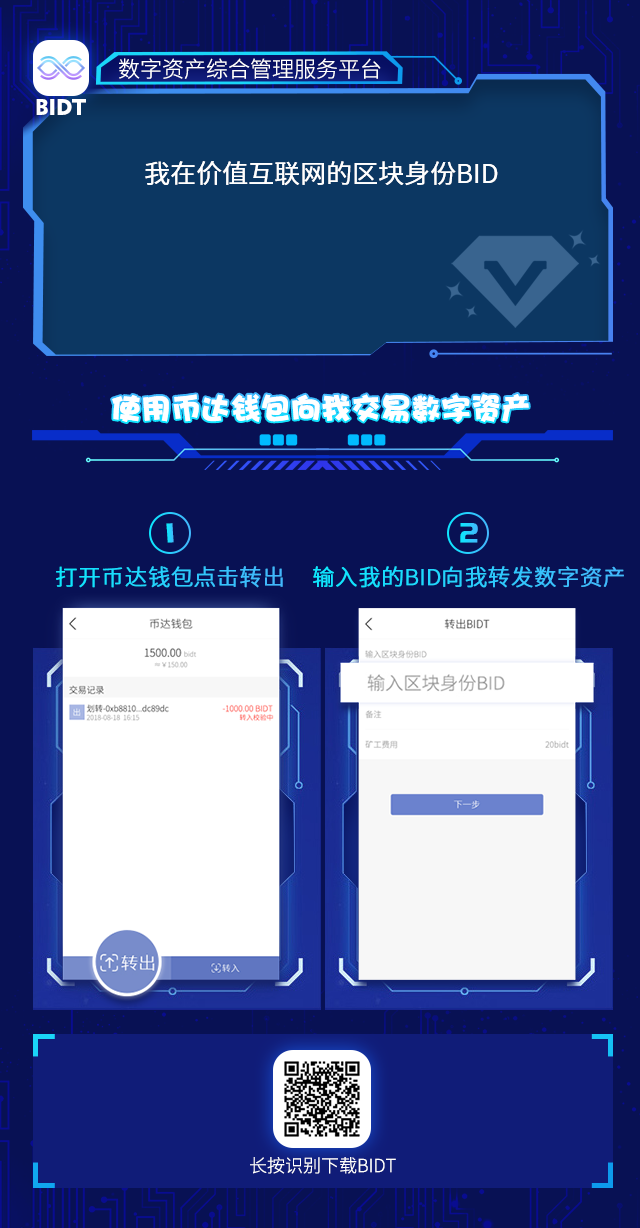 数字资产综合管理服务平台
BIDT
我在价值互联网的区块身份BID
使用币达钱包向我交易数字资产
1
打开币达钱包点击转出
币达钱包
1500.00 bidt
≈¥150.00
交易记录
出 划转-0xb8810...dc89dc -1000.00 BIDT
2018-08-18 16:15 转入校验中
转出
转入
2
输入我的BID向我转发数字资产
转出BIDT
输入区块身份BID
输入区块身份BID
备注
矿工费用 20bidt
下一步
长按识别下载BIDT